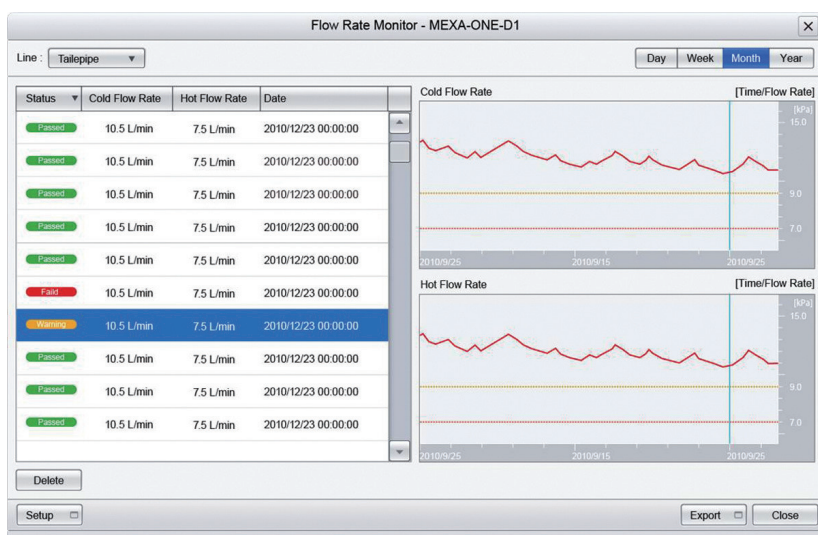 Flow Rate Monitor - MEXA-ONE-D1
Line : Tailepipe
Day Week Month Year
Status Cold Flow Rate Hot Flow Rate Date
Passed 10.5 L/min 7.5 L/min 2010/12/23 00:00:00
Passed 10.5 L/min 7.5 L/min 2010/12/23 00:00:00
Passed 10.5 L/min 7.5 L/min 2010/12/23 00:00:00
Passed 10.5 L/min 7.5 L/min 2010/12/23 00:00:00
Passed 10.5 L/min 7.5 L/min 2010/12/23 00:00:00
Faild 10.5 L/min 7.5 L/min 2010/12/23 00:00:00
Warning 10.5 L/min 7.5 L/min 2010/12/23 00:00:00
Passed 10.5 L/min 7.5 L/min 2010/12/23 00:00:00
Passed 10.5 L/min 7.5 L/min 2010/12/23 00:00:00
Passed 10.5 L/min 7.5 L/min 2010/12/23 00:00:00
Cold Flow Rate [Time/Flow Rate]
[kPa]
15.0
9.0
7.0
2010/9/25 2010/9/15 2010/9/25
Hot Flow Rate [Time/Flow Rate]
[kPa]
15.0
9.0
7.0
2010/9/25 2010/9/15 2010/9/25
Delete
Setup Export Close